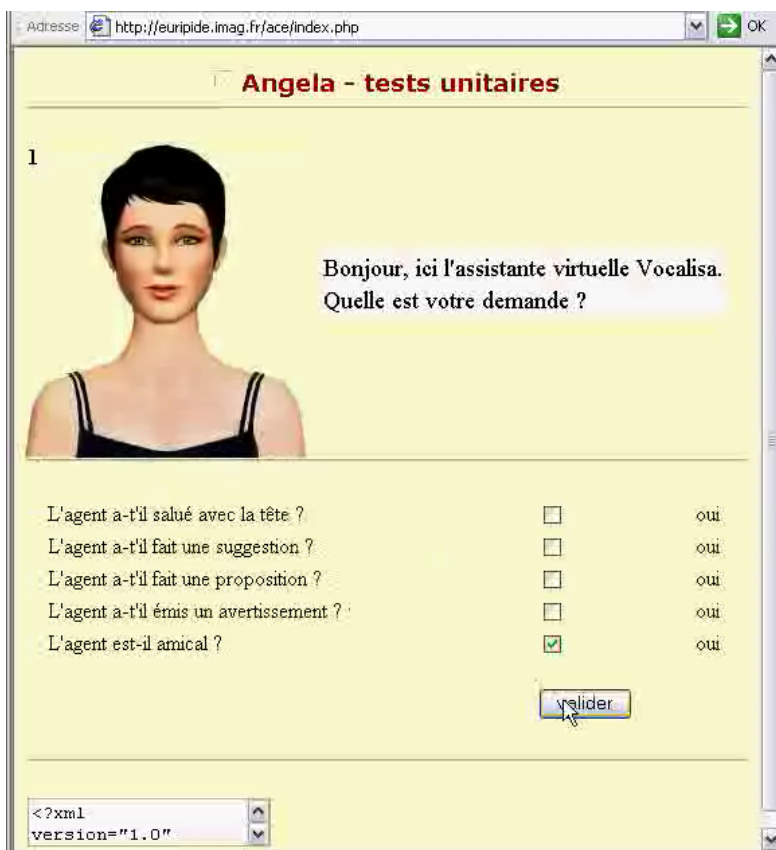 Adresse http://euripide.imag.fr/ace/index.php OK
Angela - tests unitaires
1
Bonjour, ici l'assistante virtuelle Vocalisa.
Quelle est votre demande ?
L'agent a-t'il salué avec la tête ? oui
L'agent a-t'il fait une suggestion ? oui
L'agent a-t'il fait une proposition ? oui
L'agent a-t'il émis un avertissement ? oui
L'agent est-il amical ? oui
valider
<?xml
version="1.0"